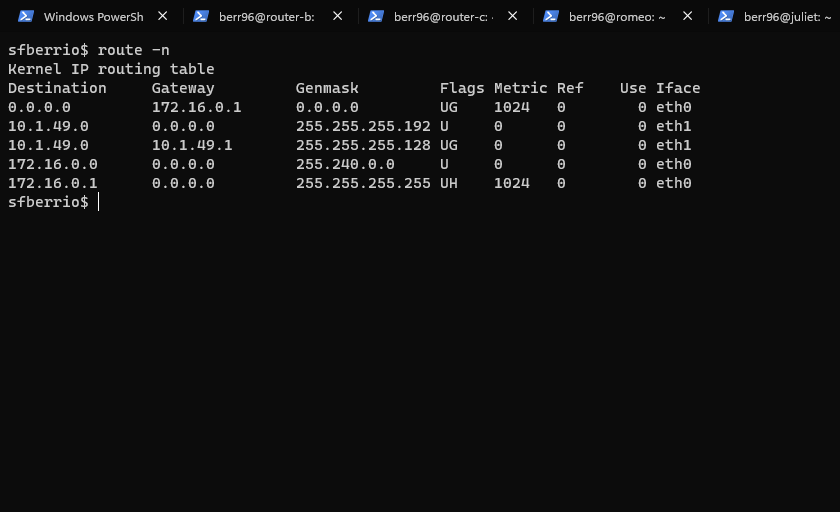 Windows PowerSh berr96@router-b: berr96@router-c: berr96@romeo: ~ berr96@juliet: ~
sfberrio$ route -n
Kernel IP routing table
Destination     Gateway         Genmask         Flags Metric Ref    Use Iface
0.0.0.0         172.16.0.1      0.0.0.0         UG    1024   0        0 eth0
10.1.49.0       0.0.0.0         255.255.255.192 U     0      0        0 eth1
10.1.49.0       10.1.49.1       255.255.255.128 UG    0      0        0 eth1
172.16.0.0      0.0.0.0         255.240.0.0     U     0      0        0 eth0
172.16.0.1      0.0.0.0         255.255.255.255 UH    1024   0        0 eth0
sfberrio$